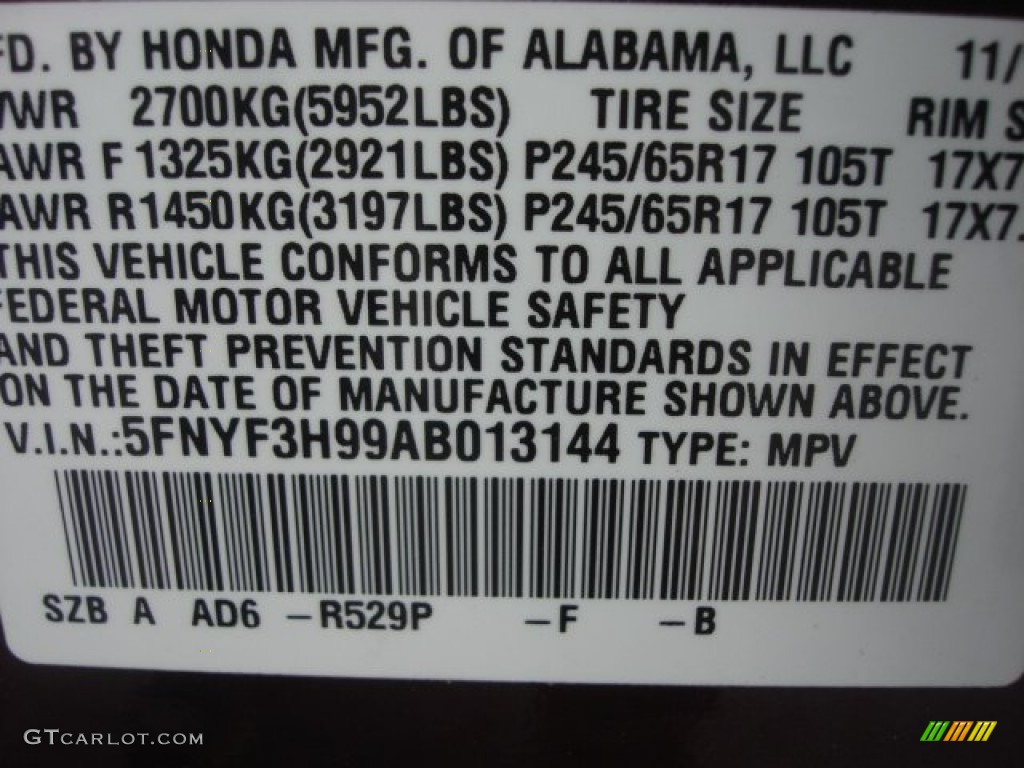 FD. BY HONDA MFG. OF ALABAMA, LLC 11/
VWR 2700KG(5952LBS) TIRE SIZE RIM S
AWR F 1325KG(2921LBS) P245/65R17 105T 17X7
AWR R1450KG(3197LBS) P245/65R17 105T 17X7.
THIS VEHICLE CONFORMS TO ALL APPLICABLE
FEDERAL MOTOR VEHICLE SAFETY
AND THEFT PREVENTION STANDARDS IN EFFECT
ON THE DATE OF MANUFACTURE SHOWN ABOVE.
V.I.N.:5FNYF3H99AB013144 TYPE: MPV
SZB A AD6 -R529P -F -B
GTCARLOT.COM